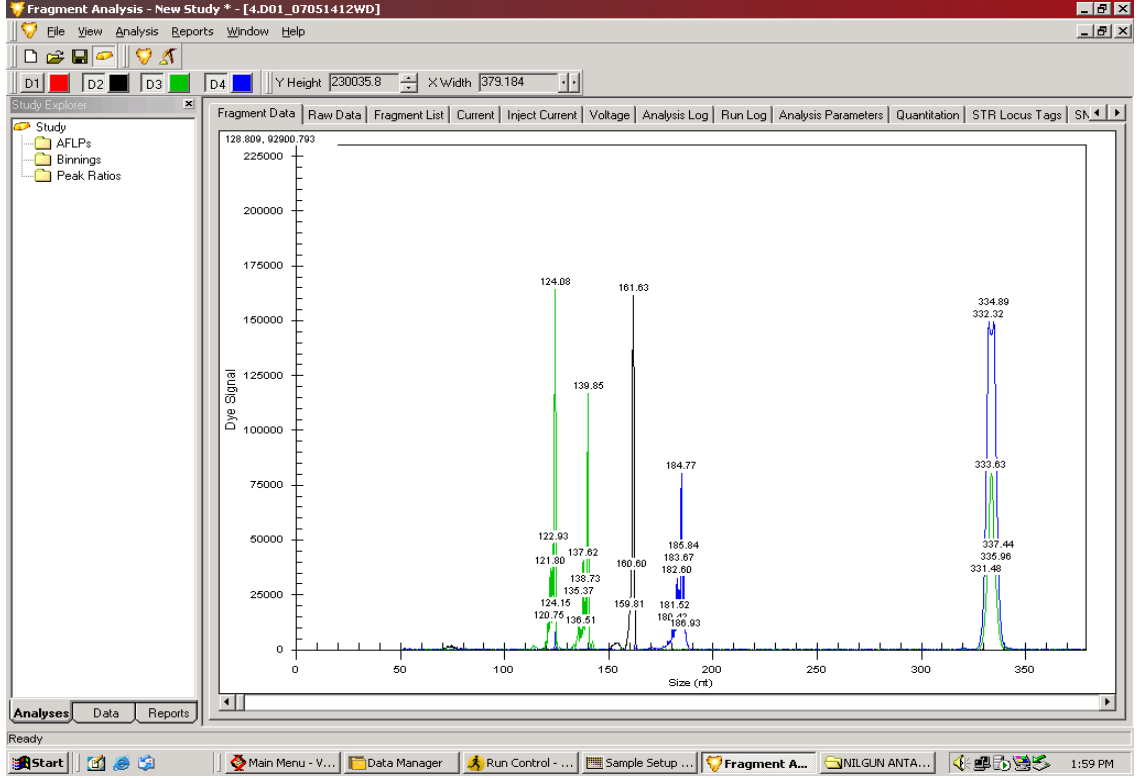 Fragment Analysis - New Study * - [4.D01_07051412WD]
File View Analysis Reports Window Help
D1 D2 D3 D4 Y Height 230035.8 X Width 379.184
Study Explorer
Study
AFLPs
Binnings
Peak Ratios
Analyses Data Reports
Fragment Data Raw Data Fragment List Current Inject Current Voltage Analysis Log Run Log Analysis Parameters Quantitation STR Locus Tags
128.809, 92900.793
225000
200000
175000
150000
125000
100000
75000
50000
25000
0
Dye Signal
124.08
161.63
334.89
332.32
139.85
184.77
333.63
122.93
121.80
137.62
138.73
135.37
124.15
120.75
136.51
160.60
159.81
185.84
183.67
182.60
181.52
186.93
337.44
335.96
331.48
0 50 100 150 200 250 300 350
Size (nt)
Ready
Start Main Menu - V... Data Manager Run Control - ... Sample Setup ... Fragment A... NILGUN ANTA... 1:59 PM